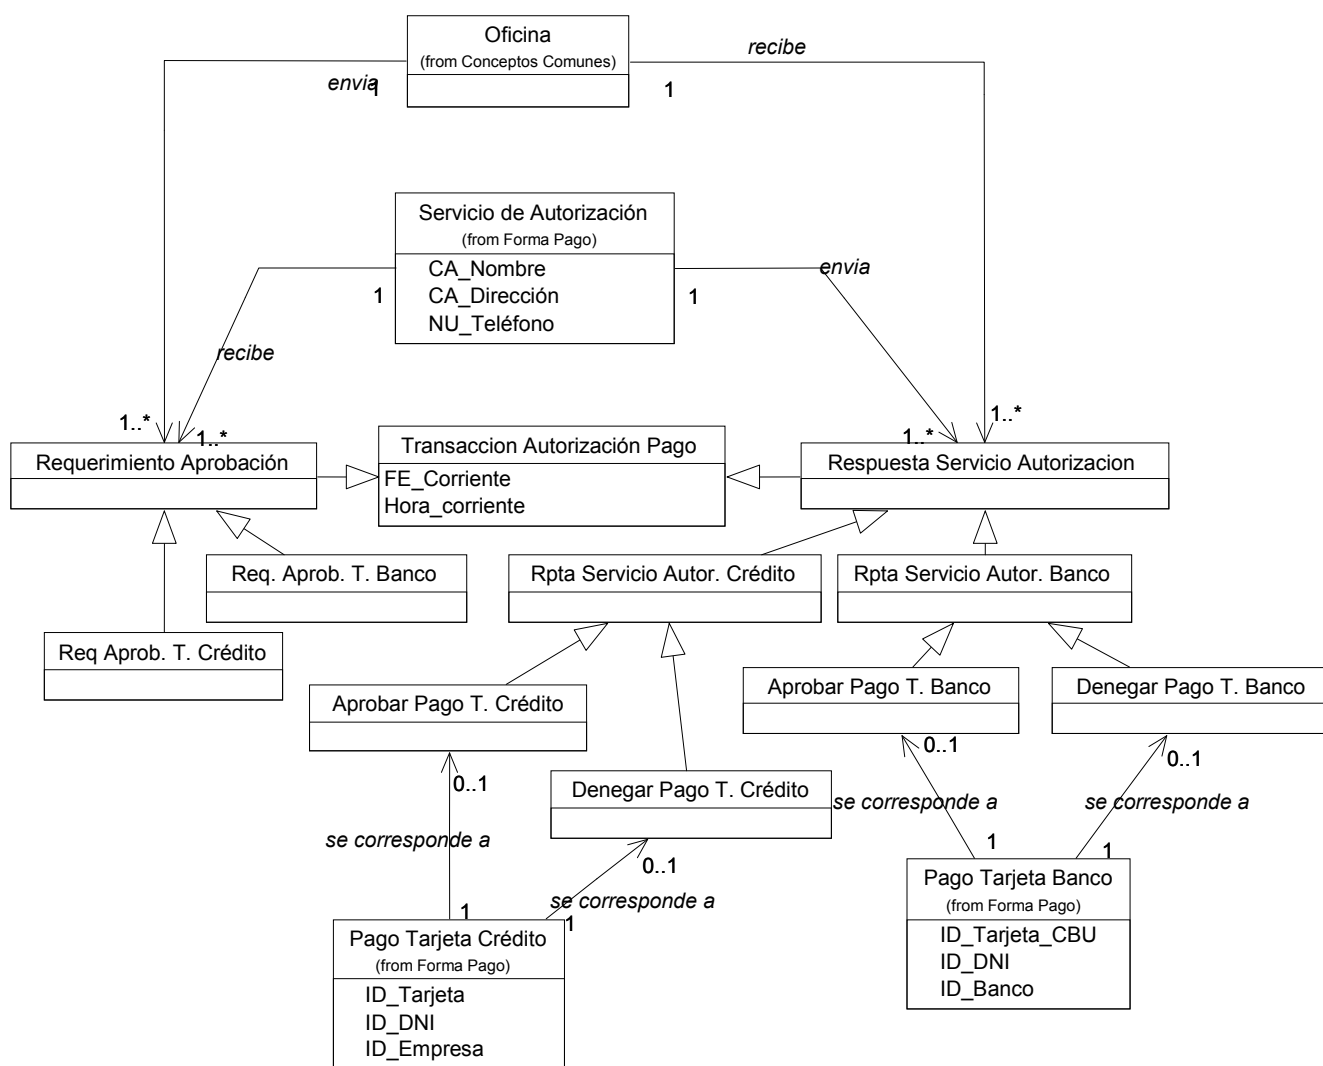 Oficina
(from Conceptos Comunes)
recibe
envia
1
1
Servicio de Autorización
(from Forma Pago)
CA_Nombre
CA_Dirección
NU_Teléfono
envia
1
1
recibe
1..*
1..*
1..*
1..*
Requerimiento Aprobación
Transaccion Autorización Pago
FE_Corriente
Hora_corriente
Respuesta Servicio Autorizacion
Req. Aprob. T. Banco
Rpta Servicio Autor. Crédito
Rpta Servicio Autor. Banco
Req Aprob. T. Crédito
Aprobar Pago T. Crédito
Aprobar Pago T. Banco
Denegar Pago T. Banco
0..1
0..1
0..1
Denegar Pago T. Crédito
se corresponde a
se corresponde a
se corresponde a
1
1
0..1
se corresponde a
1
1
Pago Tarjeta Banco
(from Forma Pago)
ID_Tarjeta_CBU
ID_DNI
ID_Banco
Pago Tarjeta Crédito
(from Forma Pago)
ID_Tarjeta
ID_DNI
ID_Empresa